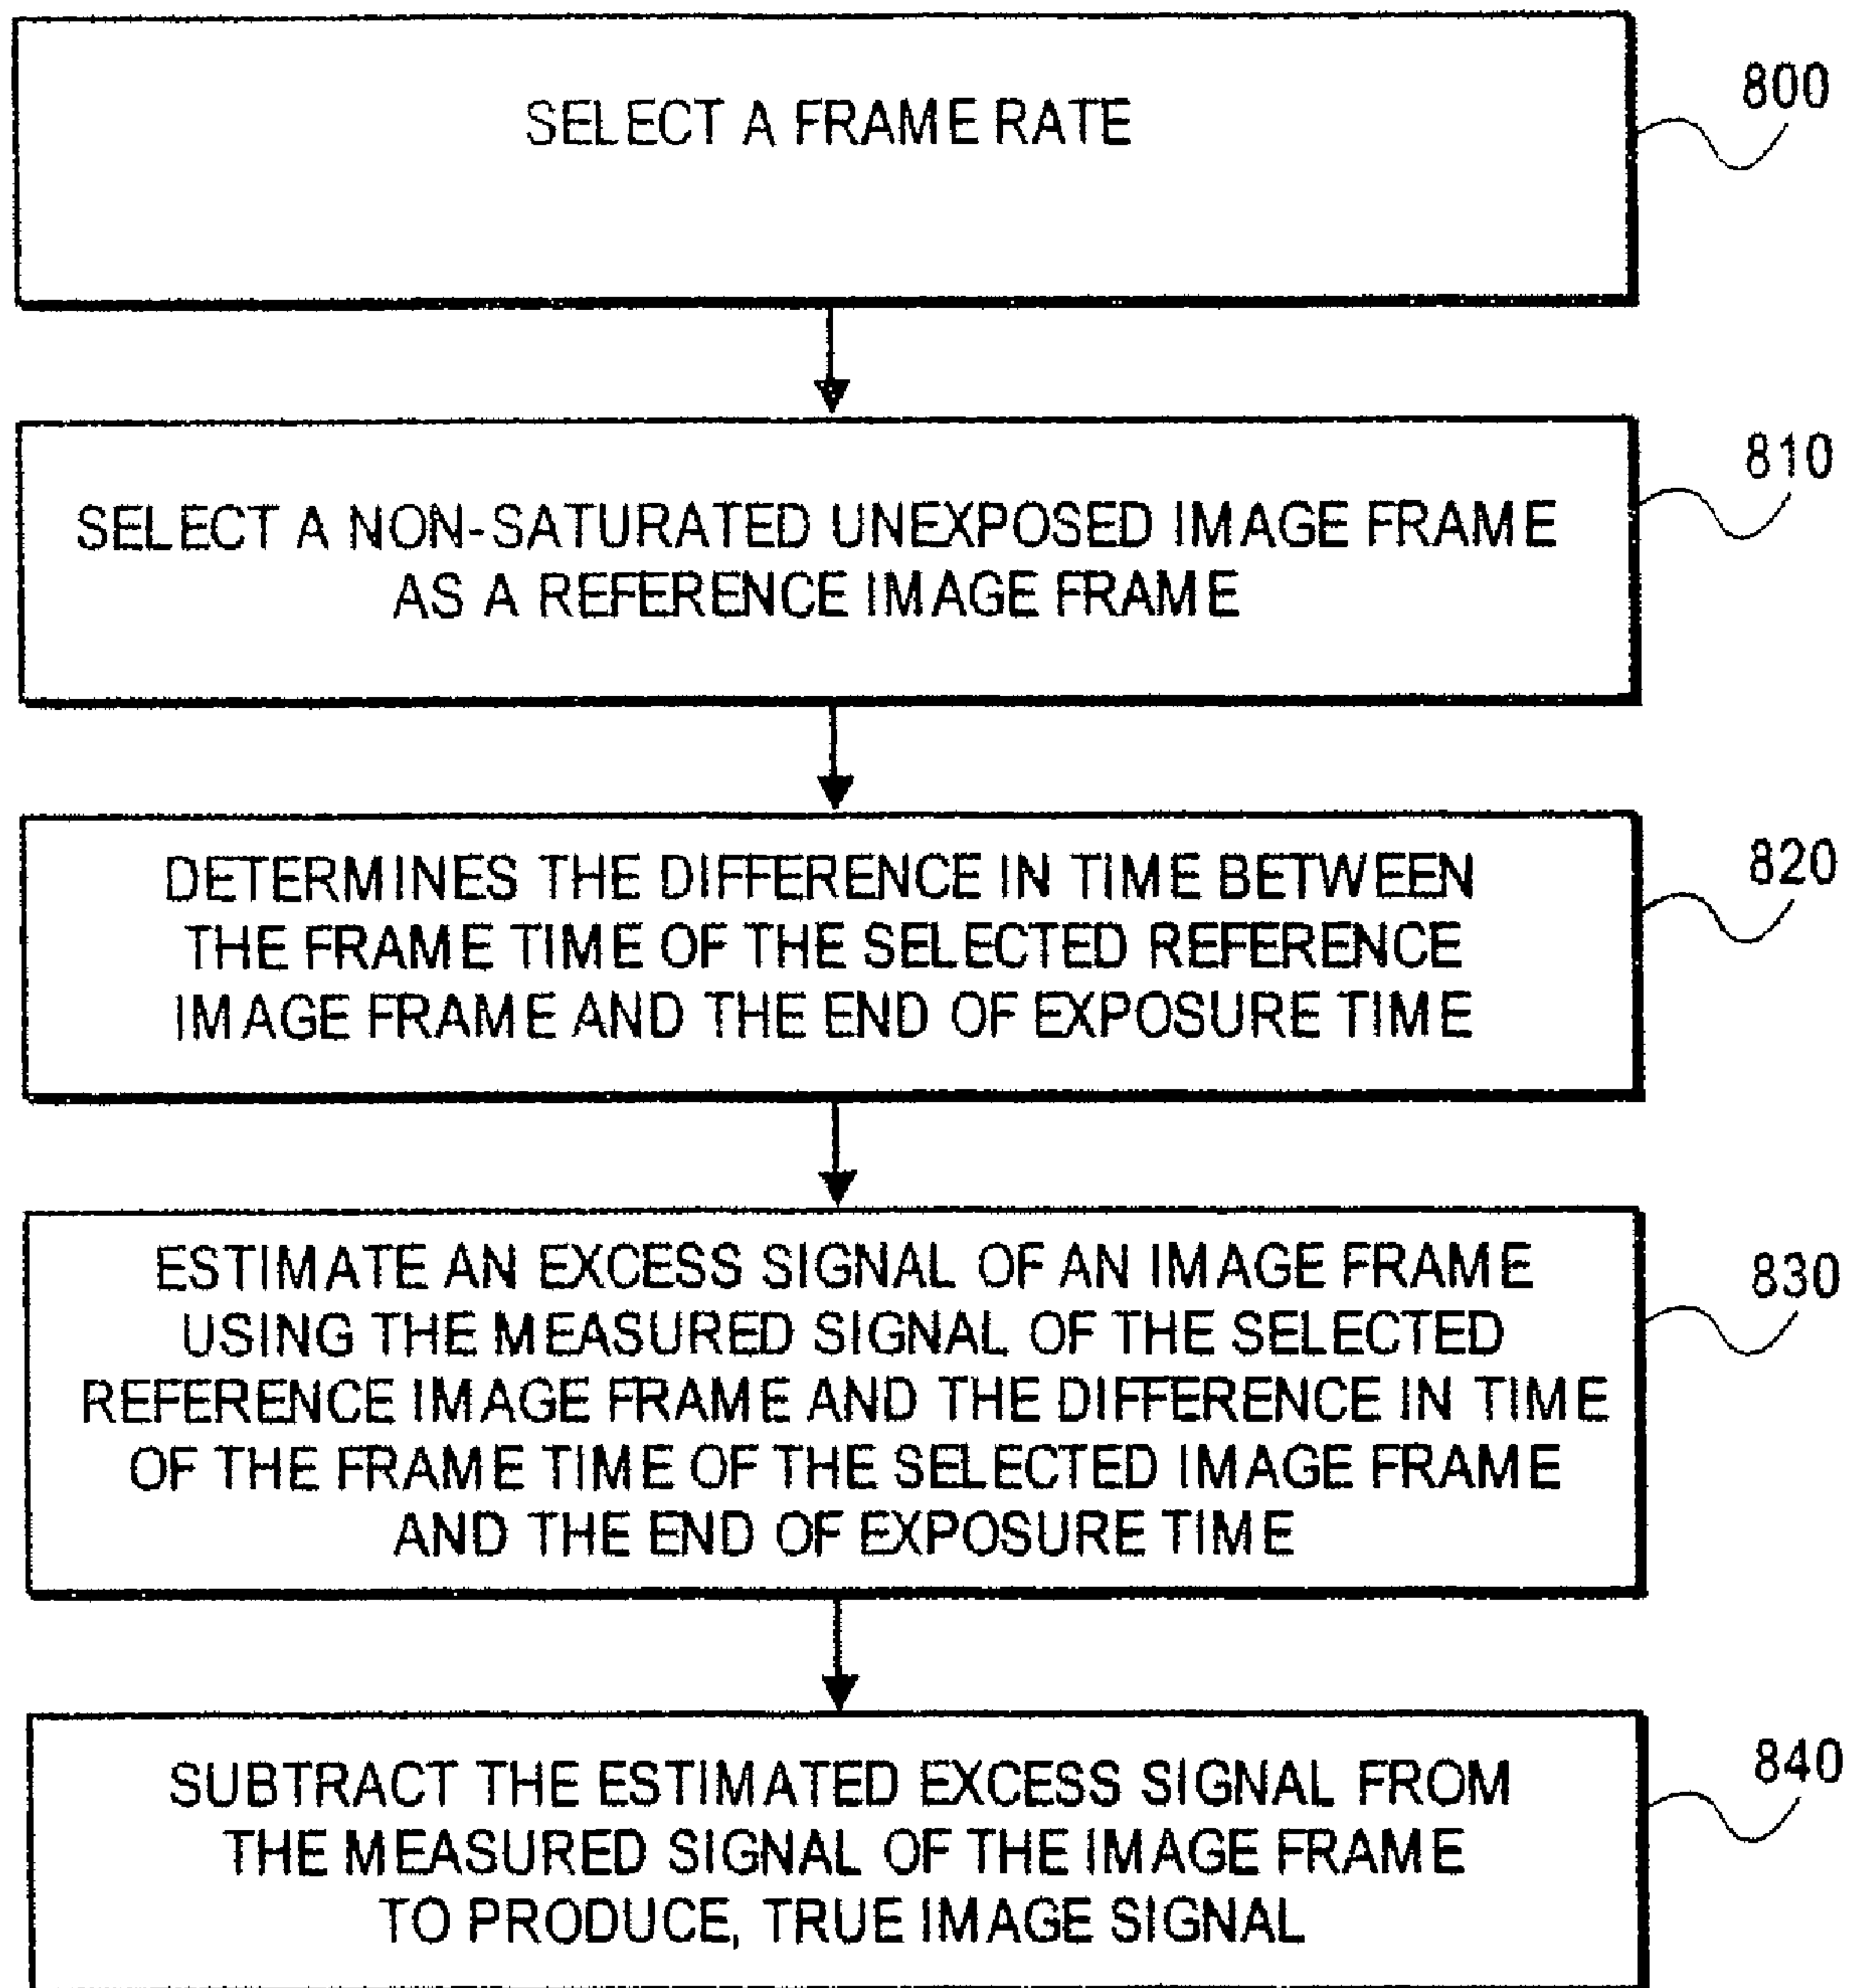 SELECT A FRAME RATE
800
SELECT A NON-SATURATED UNEXPOSED IMAGE FRAME
AS A REFERENCE IMAGE FRAME
810
DETERMINES THE DIFFERENCE IN TIME BETWEEN
THE FRAME TIME OF THE SELECTED REFERENCE
IMAGE FRAME AND THE END OF EXPOSURE TIME
820
ESTIMATE AN EXCESS SIGNAL OF AN IMAGE FRAME
USING THE MEASURED SIGNAL OF THE SELECTED
REFERENCE IMAGE FRAME AND THE DIFFERENCE IN TIME
OF THE FRAME TIME OF THE SELECTED IMAGE FRAME
AND THE END OF EXPOSURE TIME
830
SUBTRACT THE ESTIMATED EXCESS SIGNAL FROM
THE MEASURED SIGNAL OF THE IMAGE FRAME
TO PRODUCE, TRUE IMAGE SIGNAL
840